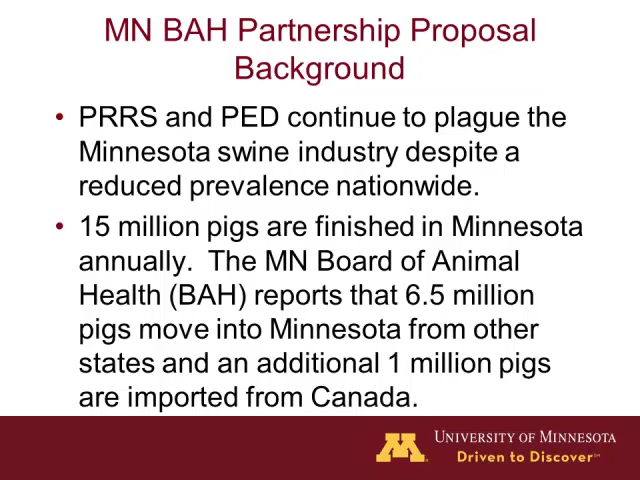 MN BAH Partnership Proposal
Background
• PRRS and PED continue to plague the
Minnesota swine industry despite a
reduced prevalence nationwide.
• 15 million pigs are finished in Minnesota
annually.  The MN Board of Animal
Health (BAH) reports that 6.5 million
pigs move into Minnesota from other
states and an additional 1 million pigs
are imported from Canada.
M
UNIVERSITY OF MINNESOTA
Driven to Discover℠